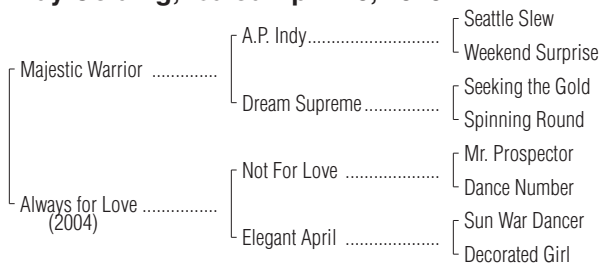 Seattle Slew
A.P. Indy..........................
Weekend Surprise
Majestic Warrior .............
Seeking the Gold
Dream Supreme...............
Spinning Round
Mr. Prospector
Not For Love ...................
Dance Number
Always for Love ...............
(2004)
Sun War Dancer
Elegant April ...................
Decorated Girl